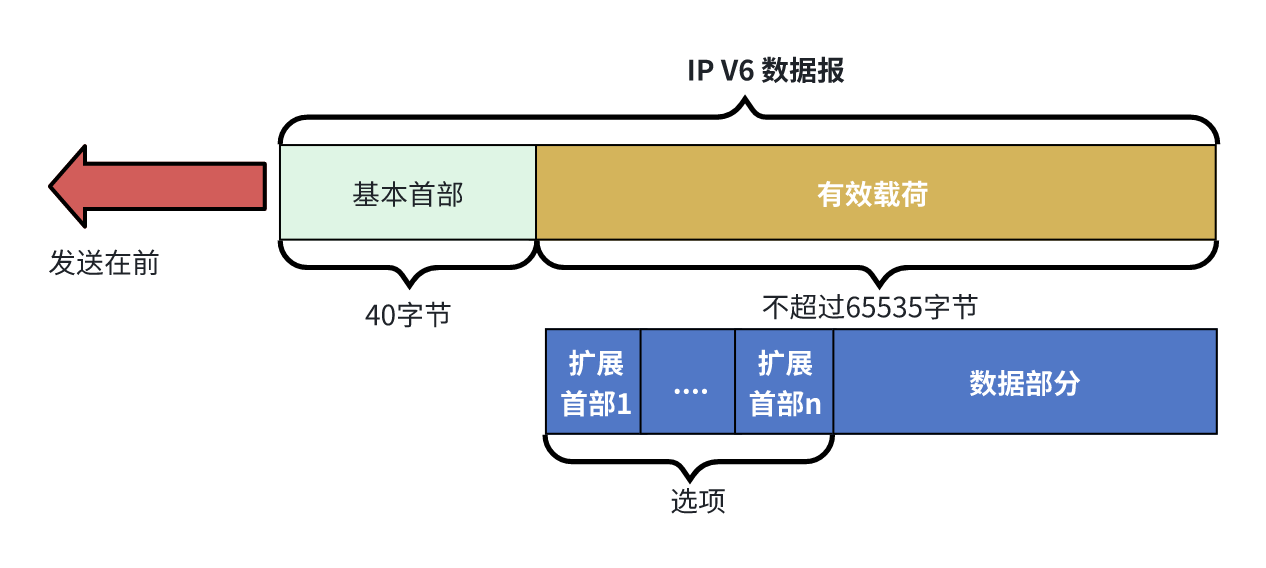 IP V6 数据报
基本首部
有效载荷
发送在前
40字节
不超过65535字节
扩展
首部1
....
扩展
首部n
数据部分
选项